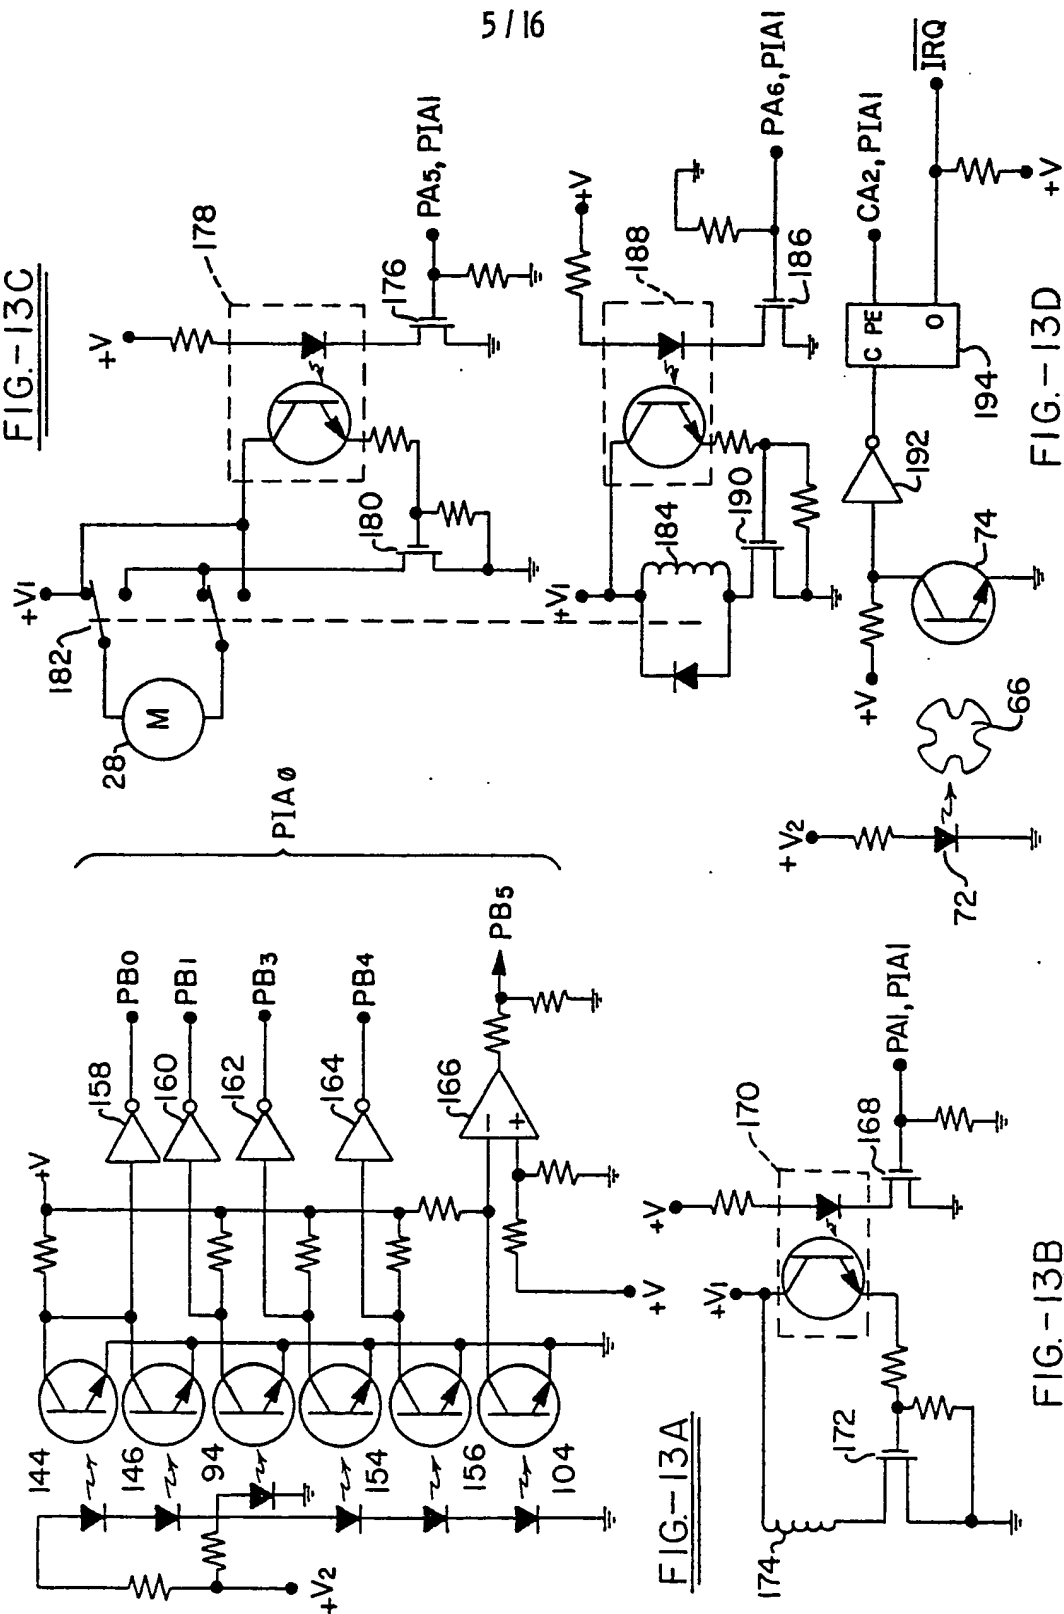 5/16
FIG.-13A
144
146
94
154
156
104
+V2
+V
158
160
162
164
166
PB0
PB1
PB3
PB4
PB5
PIAø
−
+
+V
FIG.-13B
174
172
+V1
+V
170
168
PA1, PIA1
FIG.-13C
28
M
182
+V1
180
178
+V
176
PA5, PIA1
+V1
184
190
188
+V
186
PA6, PIA1
FIG.-13D
+V2
72
66
+V
74
192
194
C PE
O
CA2, PIA1
IRQ
+V